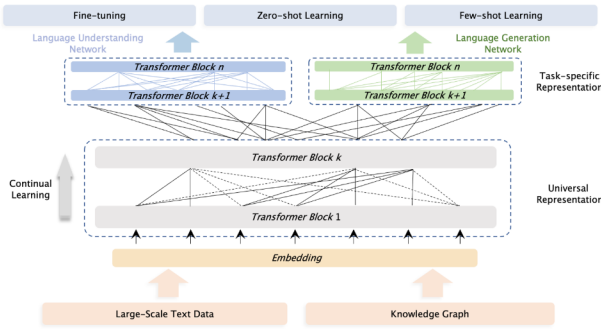 Fine-tuning
Zero-shot Learning
Few-shot Learning
Language Understanding
Network
Language Generation
Network
Transformer Block n
Transformer Block n
Transformer Block k+1
Transformer Block k+1
Task-specific
Representation
Transformer Block k
Continual
Learning
Universal
Representation
Transformer Block 1
Embedding
Large-Scale Text Data
Knowledge Graph